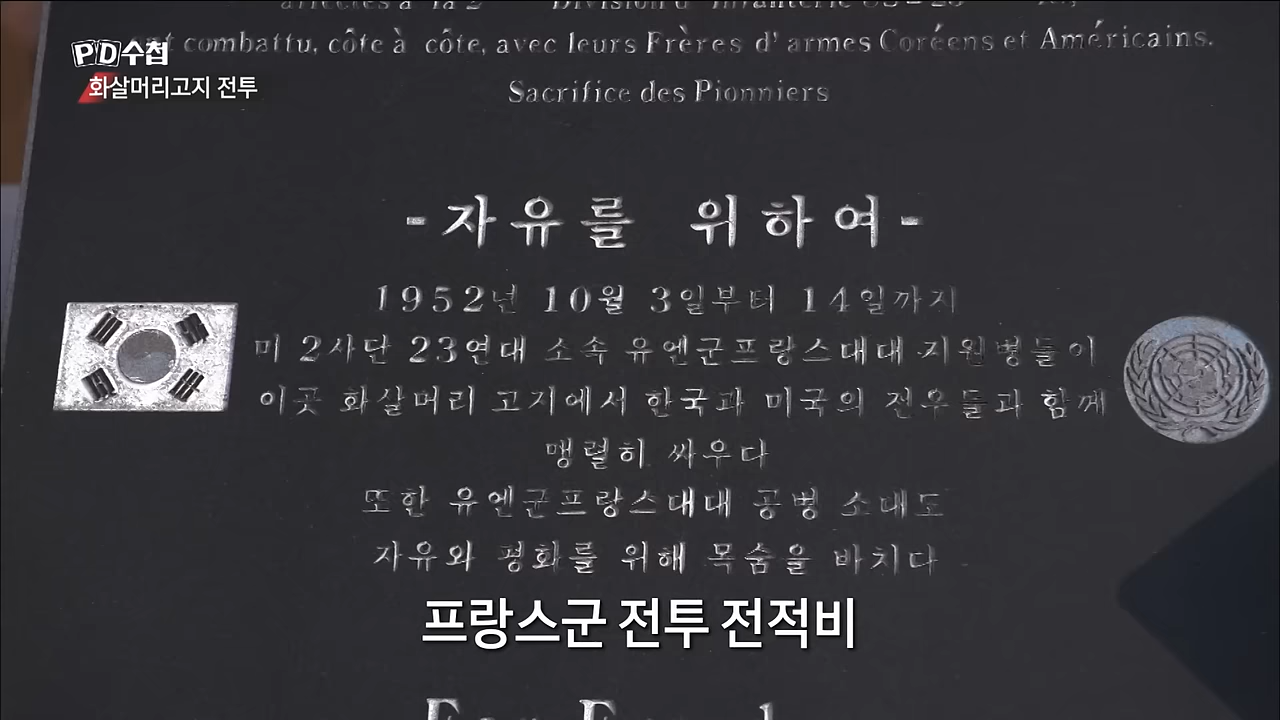 PD수첩
화살머리고지 전투
combattu, côte à côte, avec leurs Frères d'armes Coréens et Américains.
Sacrifice des Pionniers
-자유를 위하여-
1952년 10월 3일부터 14일까지
미 2사단 23연대 소속 유엔군프랑스대대 지원병들이
이곳 화살머리 고지에서 한국과 미국의 전우들과 함께
맹렬히 싸우다
또한 유엔군프랑스대대 공병 소대도
자유와 평화를 위해 목숨을 바치다
프랑스군 전투 전적비